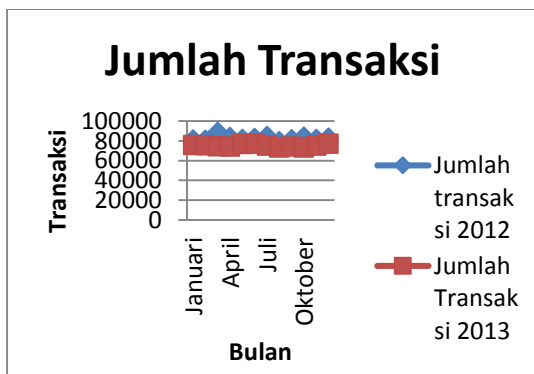 Jumlah Transaksi
Transaksi
100000
80000
60000
40000
20000
0
Januari
April
Juli
Oktober
Bulan
Jumlah
transak
si 2012
Jumlah
Transak
si 2013